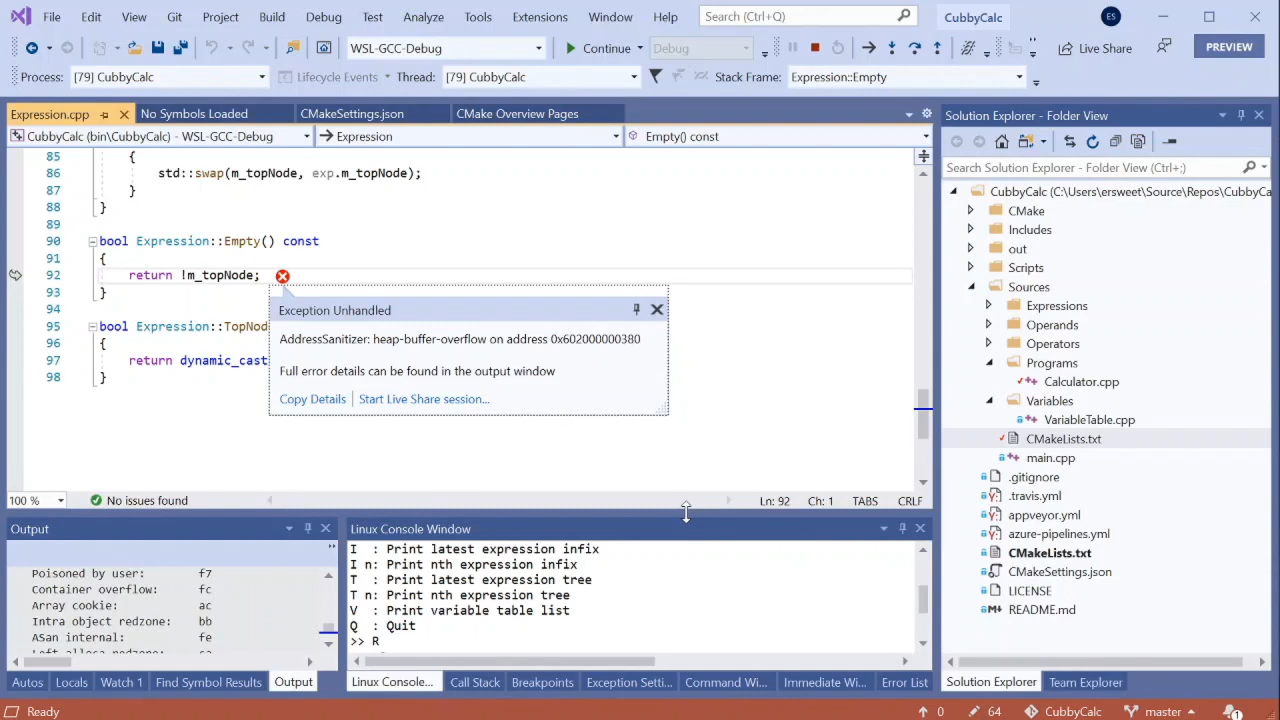 File Edit View Git Project Build Debug Test Analyze Tools Extensions Window Help Search (Ctrl+Q) CubbyCalc ES
WSL-GCC-Debug Continue Debug Live Share PREVIEW
Process: [79] CubbyCalc Lifecycle Events Thread: [79] CubbyCalc Stack Frame: Expression::Empty
Expression.cpp No Symbols Loaded CMakeSettings.json CMake Overview Pages
CubbyCalc (bin\CubbyCalc) - WSL-GCC-Debug Expression Empty() const
85 {
86 std::swap(m_topNode, exp.m_topNode);
87 }
88 }
89
90 bool Expression::Empty() const
91 {
92 return !m_topNode;
93 }
94
95 bool Expression::TopNod
96 {
97 return dynamic_cast
98 }
Exception Unhandled
AddressSanitizer: heap-buffer-overflow on address 0x602000000380
Full error details can be found in the output window
Copy Details | Start Live Share session...
100 % No issues found Ln: 92 Ch: 1 TABS CRLF
Output
Poisoned by user: f7
Container overflow: fc
Array cookie: ac
Intra object redzone: bb
ASan internal: fe
Autos Locals Watch 1 Find Symbol Results Output
Linux Console Window
I : Print latest expression infix
I n: Print nth expression infix
T : Print latest expression tree
T n: Print nth expression tree
V : Print variable table list
Q : Quit
>> R
Linux Console... Call Stack Breakpoints Exception Setti... Command Wi... Immediate Wi... Error List
Solution Explorer - Folder View
Search Solution Explorer - Folder View (Ctrl+;)
CubbyCalc (C:\Users\ersweet\Source\Repos\CubbyCa
CMake
Includes
out
Scripts
Sources
Expressions
Operands
Operators
Programs
Calculator.cpp
Variables
VariableTable.cpp
CMakeLists.txt
main.cpp
.gitignore
.travis.yml
appveyor.yml
azure-pipelines.yml
CMakeLists.txt
CMakeSettings.json
LICENSE
README.md
Solution Explorer Team Explorer
Ready 0 64 CubbyCalc master 1